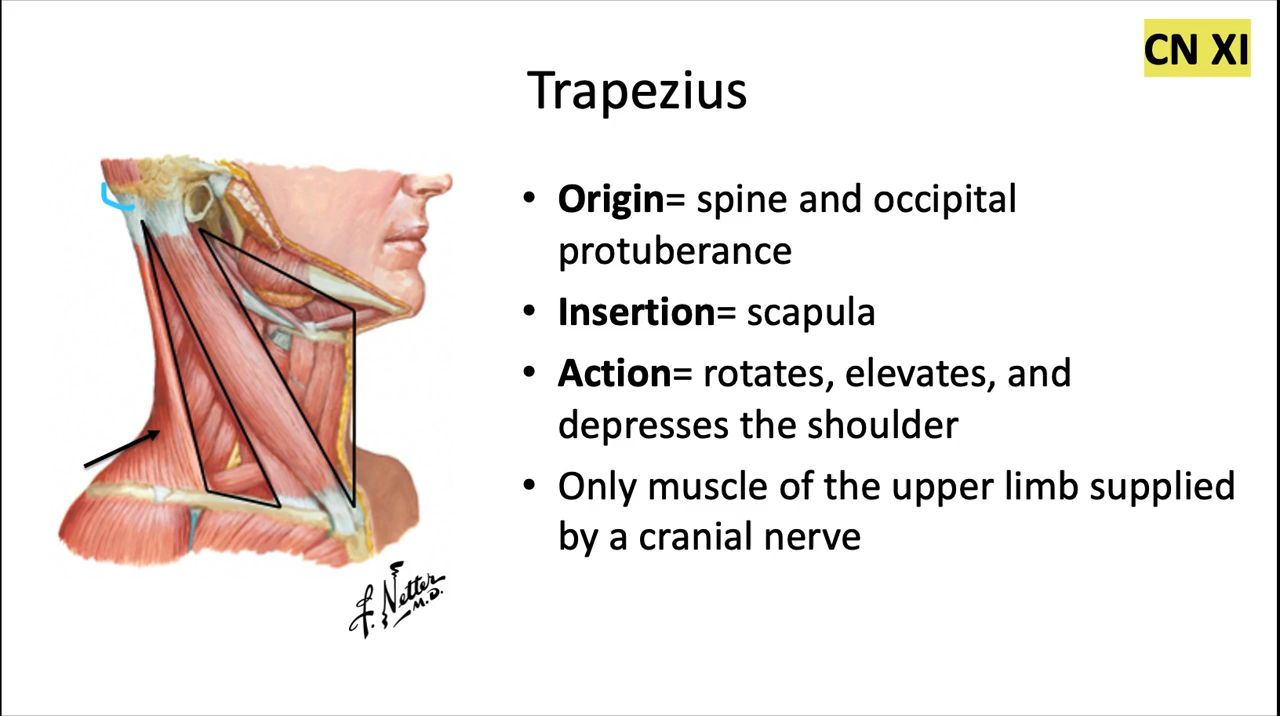 CN XI
Trapezius
• Origin= spine and occipital
protuberance
• Insertion= scapula
• Action= rotates, elevates, and
depresses the shoulder
• Only muscle of the upper limb supplied
by a cranial nerve
F. Netter
M.D.